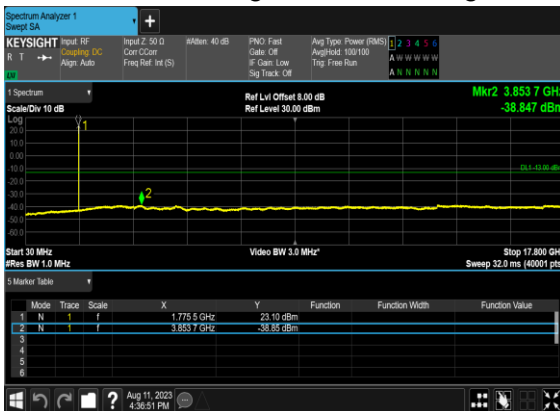 Spectrum Analyzer 1
Swept SA
KEYSIGHT Input: RF Input Z: 50 Ω #Atten: 40 dB PNO: Fast Avg Type: Power (RMS) 1 2 3 4 5 6
R T Coupling: DC Corr CCorr Gate: Off Avg|Hold: 100/100 A W W W W W
Align: Auto Freq Ref: Int (S) IF Gain: Low Trig: Free Run
LV Sig Track: Off A N N N N N
1 Spectrum Ref Lvl Offset 8.00 dB Mkr2 3.853 7 GHz
Scale/Div 10 dB Ref Level 30.00 dBm -38.847 dBm
Log
20.0
1
10.0
0.00
-10.0
DL1 -13.00 dBm
-20.0
-30.0
2
-40.0
-50.0
-60.0
Start 30 MHz Video BW 3.0 MHz* Stop 17.800 GHz
#Res BW 1.0 MHz Sweep 32.0 ms (40001 pts)
5 Marker Table
Mode Trace Scale X Y Function Function Width Function Value
1 N 1 f 1.775 5 GHz 23.10 dBm
2 N 1 f 3.853 7 GHz -38.85 dBm
3
4
5
6
? Aug 11, 2023
4:36:51 PM